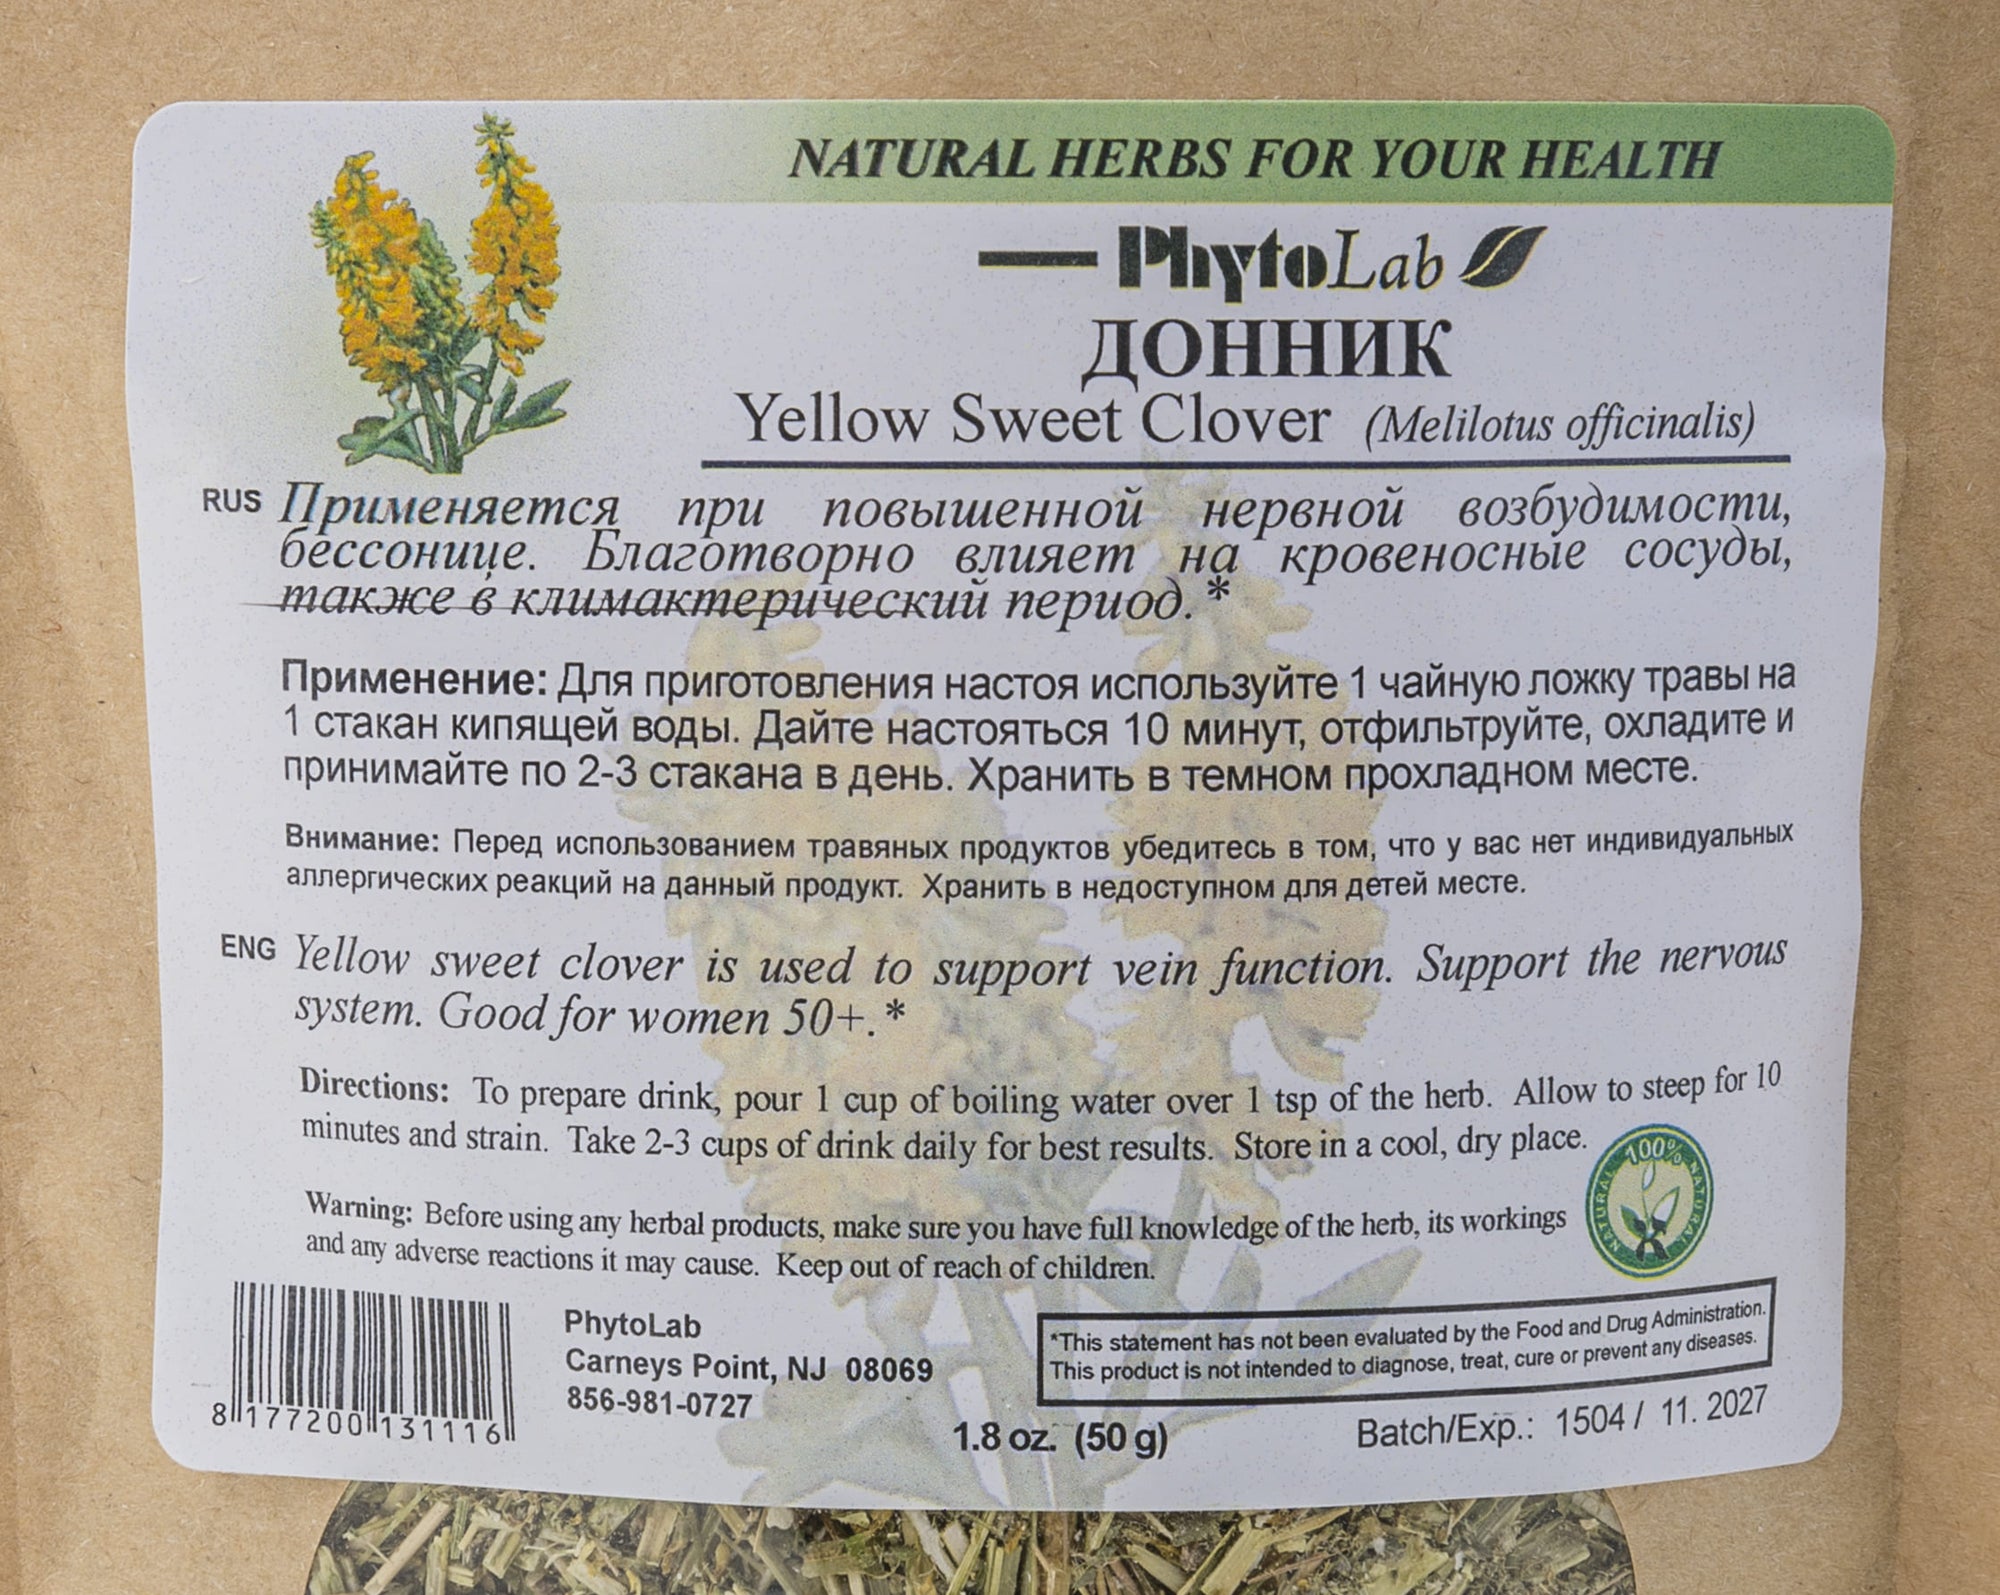 NATURAL HERBS FOR YOUR HEALTH
PhytoLab
ДОННИК
Yellow Sweet Clover (Melilotus officinalis)
RUS Применяется при повышенной нервной возбудимости,
бессонице. Благотворно влияет на кровеносные сосуды,
также в климактерический период.*
Применение: Для приготовления настоя используйте 1 чайную ложку травы на
1 стакан кипящей воды. Дайте настояться 10 минут, отфильтруйте, охладите и
принимайте по 2-3 стакана в день. Хранить в темном прохладном месте.
Внимание: Перед использованием травяных продуктов убедитесь в том, что у вас нет индивидуальных
аллергических реакций на данный продукт. Хранить в недоступном для детей месте.
ENG Yellow sweet clover is used to support vein function. Support the nervous
system. Good for women 50+.*
Directions: To prepare drink, pour 1 cup of boiling water over 1 tsp of the herb. Allow to steep for 10
minutes and strain. Take 2-3 cups of drink daily for best results. Store in a cool, dry place.
100%
NATURAL NATURAL
Warning: Before using any herbal products, make sure you have full knowledge of the herb, its workings
and any adverse reactions it may cause. Keep out of reach of children.
8 177200 131116
PhytoLab
Carneys Point, NJ 08069
856-981-0727
*This statement has not been evaluated by the Food and Drug Administration.
This product is not intended to diagnose, treat, cure or prevent any diseases.
1.8 oz. (50 g)
Batch/Exp.: 1504 / 11. 2027